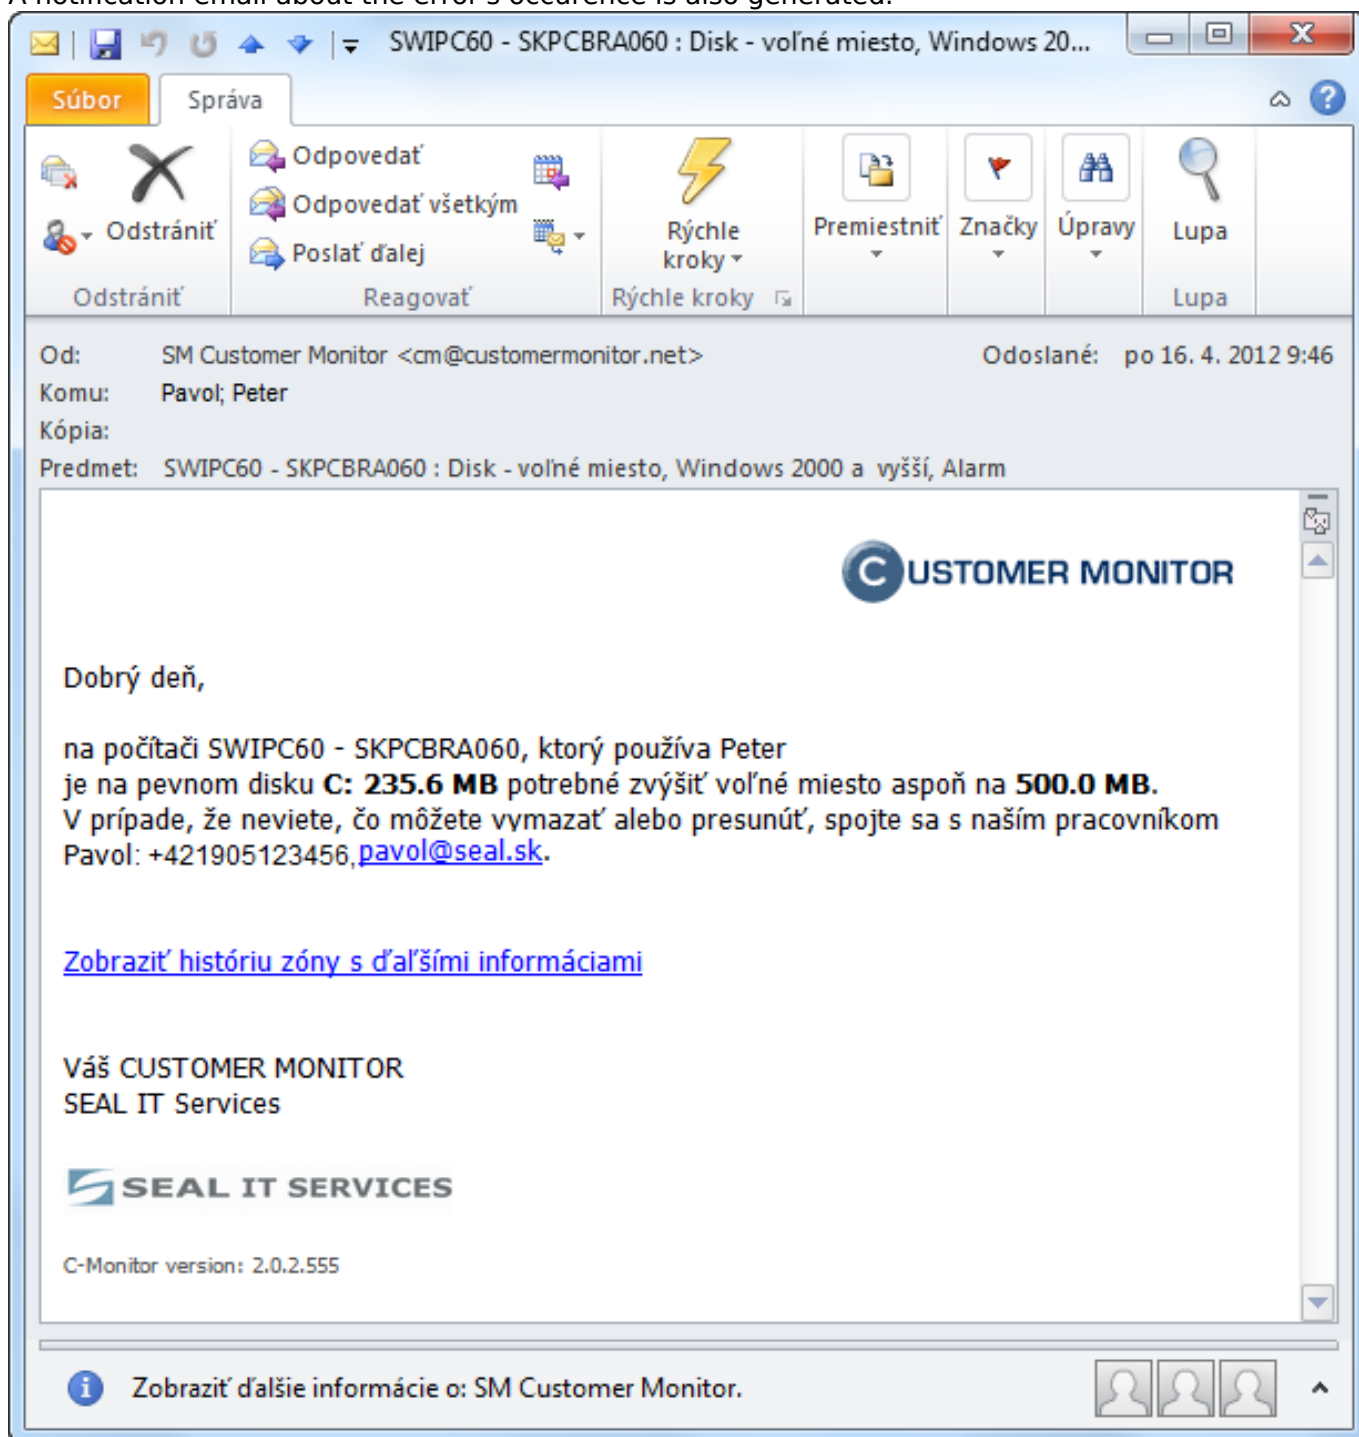 A notification email about the error's occurence is also generated.
SWIPC60 - SKPCBRA060 : Disk - voľné miesto, Windows 20...
Súbor Správa
Odpovedať
Odpovedať všetkým
Poslať ďalej
Odstrániť
Rýchle kroky
Premiestniť
Značky
Úpravy
Lupa
Odstrániť
Reagovať
Rýchle kroky
Lupa
Od: SM Customer Monitor <cm@customermonitor.net> Odoslané: po 16. 4. 2012 9:46
Komu: Pavol; Peter
Kópia:
Predmet: SWIPC60 - SKPCBRA060 : Disk - voľné miesto, Windows 2000 a vyšší, Alarm
CUSTOMER MONITOR
Dobrý deň,
na počítači SWIPC60 - SKPCBRA060, ktorý používa Peter
je na pevnom disku C: 235.6 MB potrebné zvýšiť voľné miesto aspoň na 500.0 MB.
V prípade, že neviete, čo môžete vymazať alebo presunúť, spojte sa s naším pracovníkom
Pavol: +421905123456, pavol@seal.sk.
Zobraziť históriu zóny s ďaľšími informáciami
Váš CUSTOMER MONITOR
SEAL IT Services
SEAL IT SERVICES
C-Monitor version: 2.0.2.555
Zobraziť ďalšie informácie o: SM Customer Monitor.